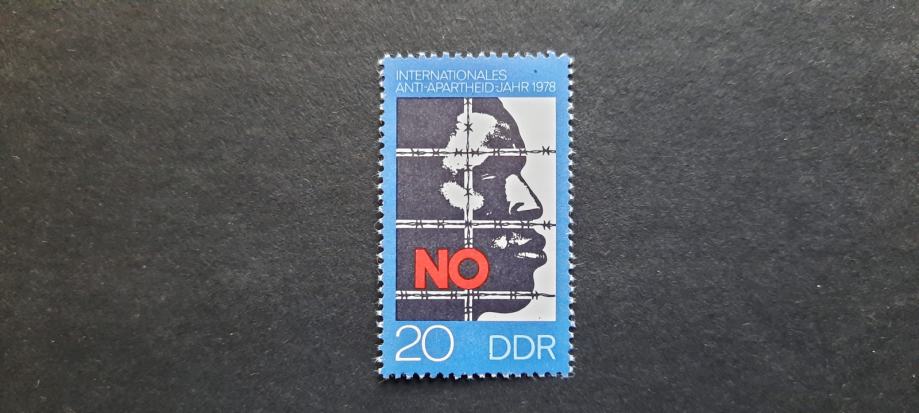 INTERNATIONALES
ANTI-APARTHEID-JAHR 1978
NO
20 DDR